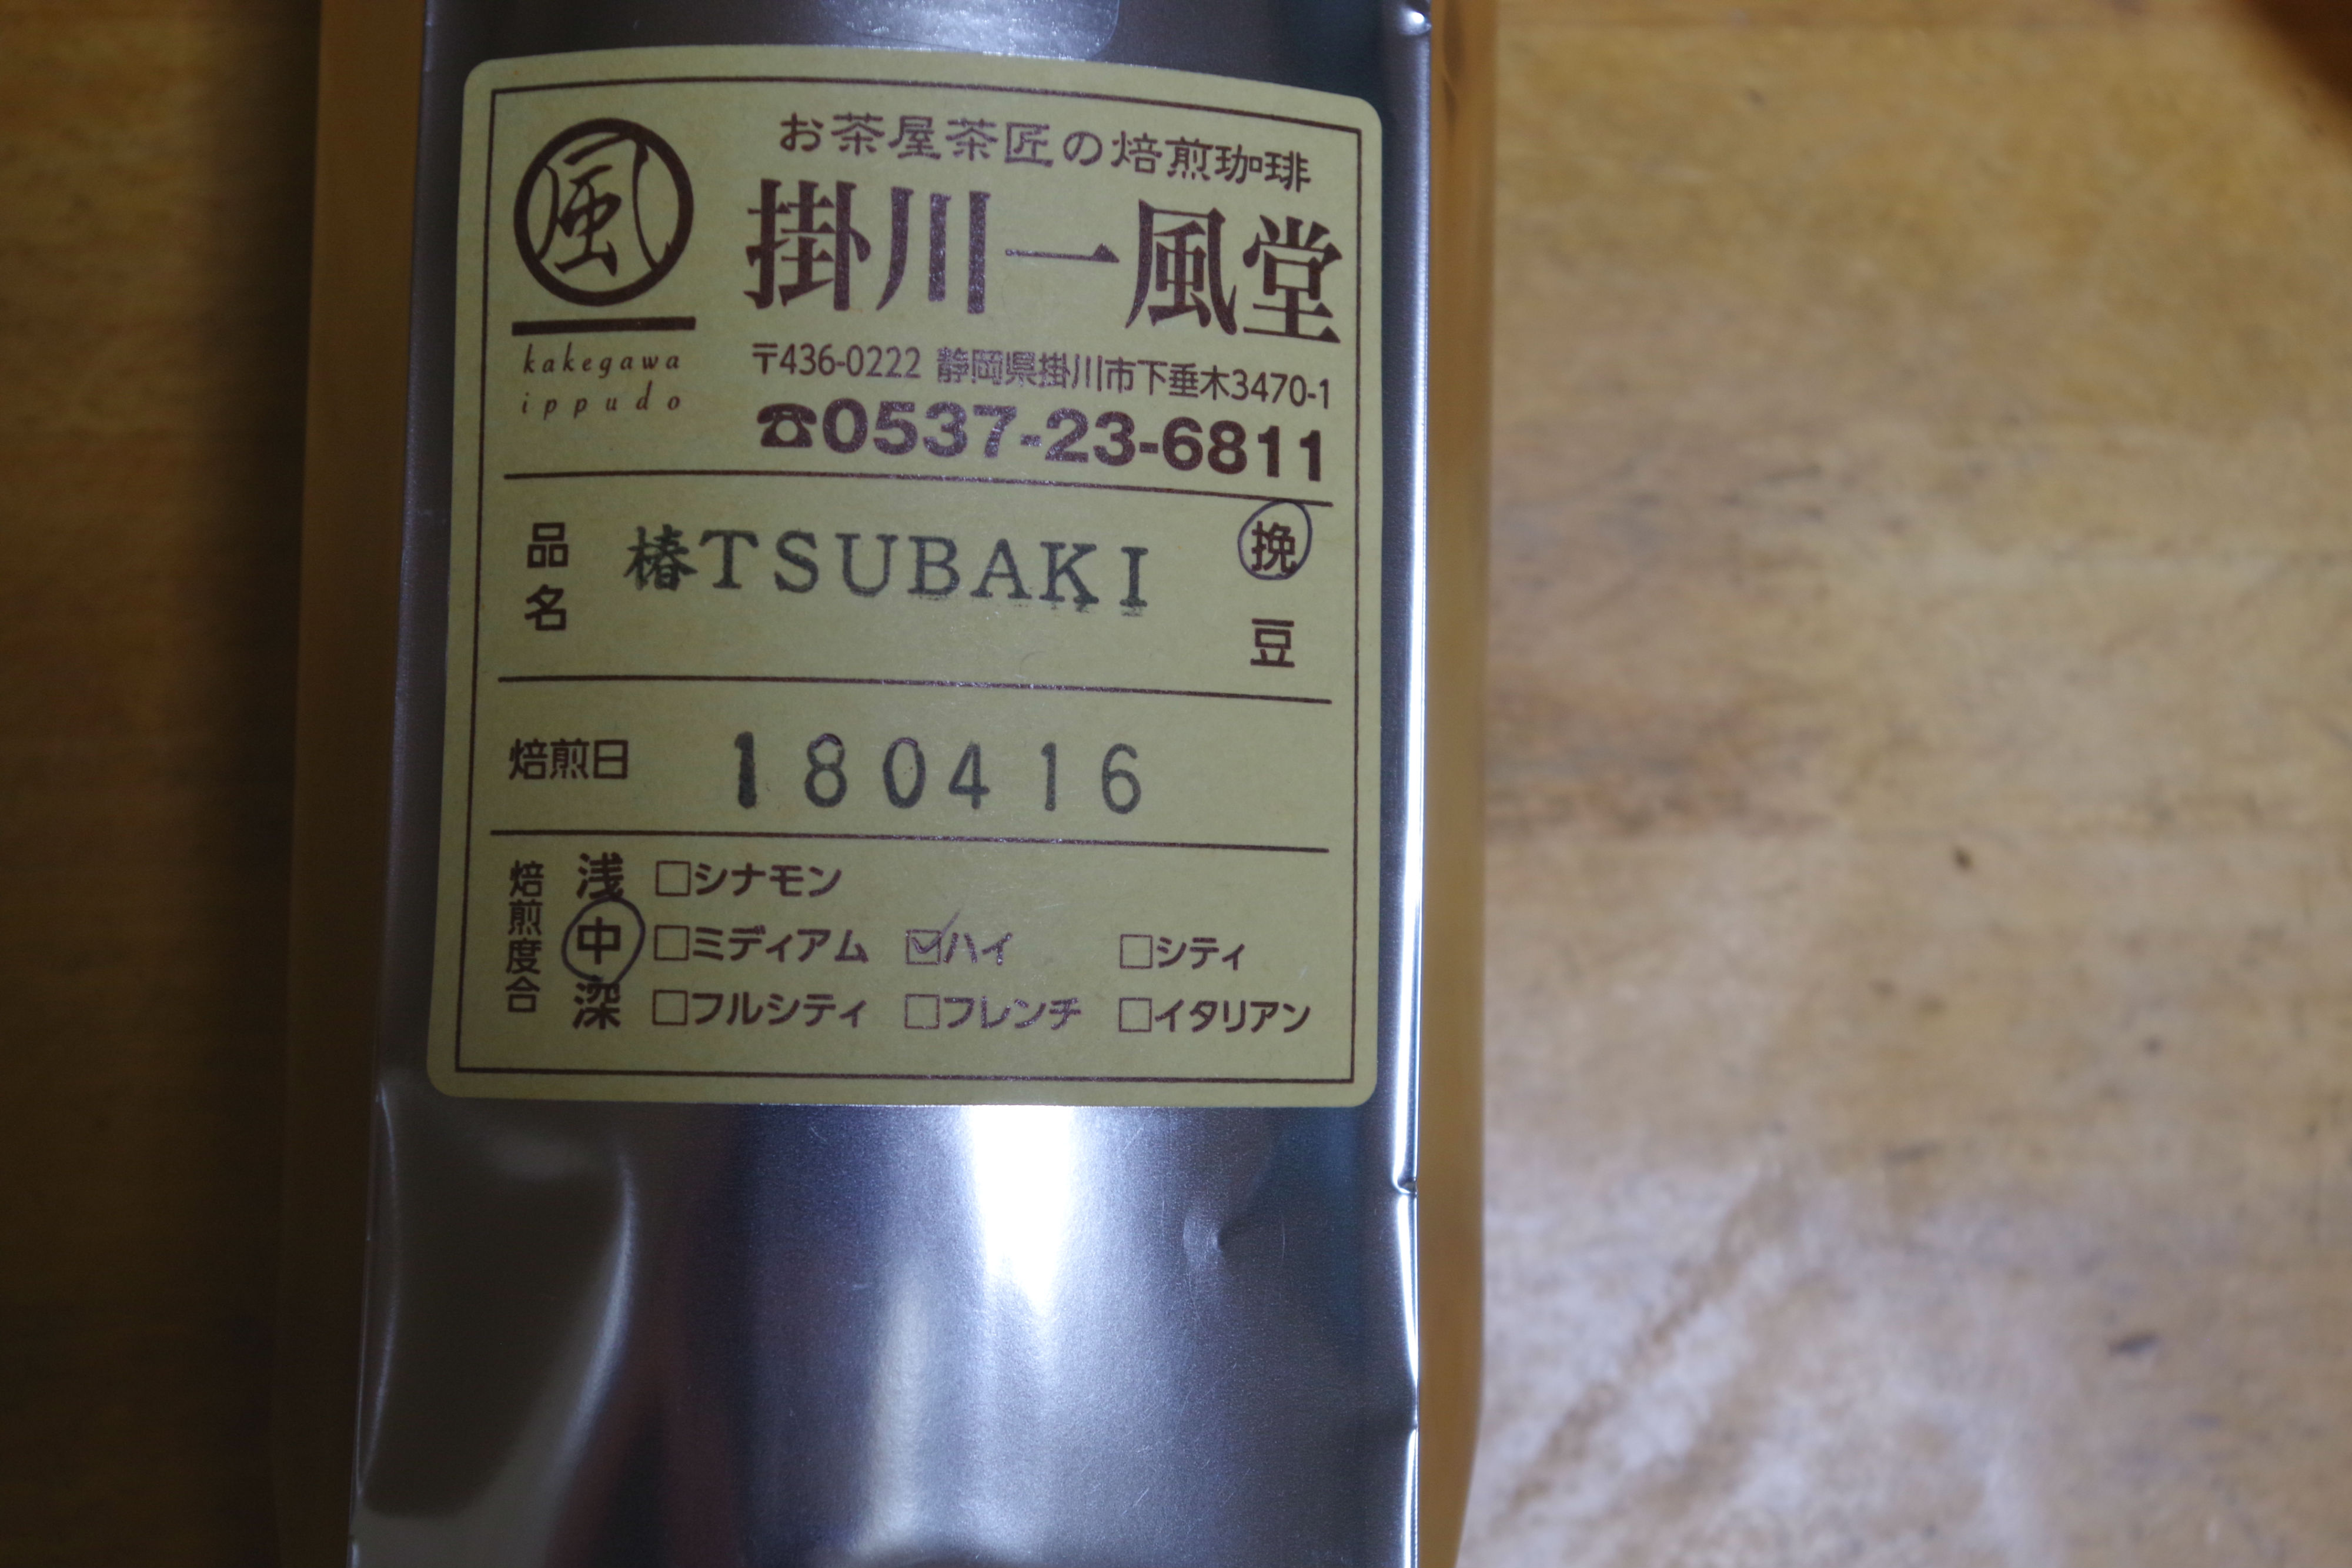 風
kakegawa
ippudo
お茶屋茶匠の焙煎珈琲
掛川一風堂
〒436-0222 静岡県掛川市下垂木3470-1
☎0537-23-6811
品名 椿TSUBAKI 挽 豆
焙煎日 180416
焙煎度合
浅 □シナモン
中 □ミディアム ☑ハイ □シティ
深 □フルシティ □フレンチ □イタリアン